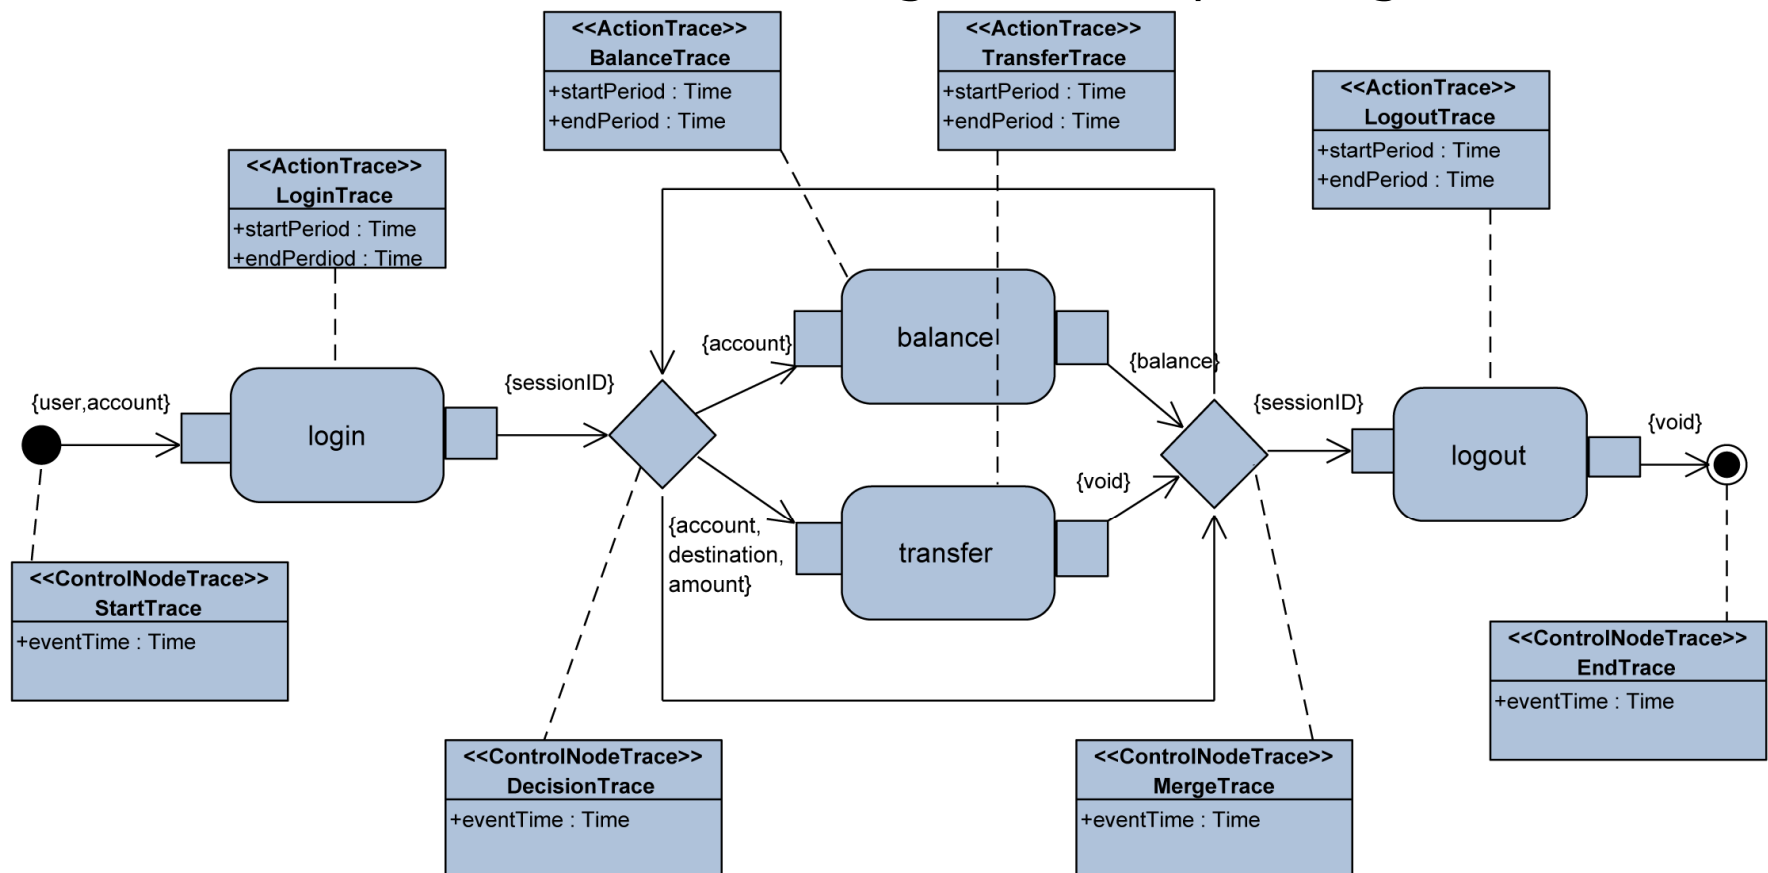 <<ActionTrace>>
BalanceTrace
+startPeriod : Time
+endPeriod : Time
<<ActionTrace>>
TransferTrace
+startPeriod : Time
+endPeriod : Time
<<ActionTrace>>
LogoutTrace
+startPeriod : Time
+endPeriod : Time
<<ActionTrace>>
LoginTrace
+startPeriod : Time
+endPerdiod : Time
{user,account}
login
{sessionID}
{account}
balance
{balance}
{account,
destination,
amount}
transfer
{void}
{sessionID}
logout
{void}
<<ControlNodeTrace>>
StartTrace
+eventTime : Time
<<ControlNodeTrace>>
DecisionTrace
+eventTime : Time
<<ControlNodeTrace>>
MergeTrace
+eventTime : Time
<<ControlNodeTrace>>
EndTrace
+eventTime : Time